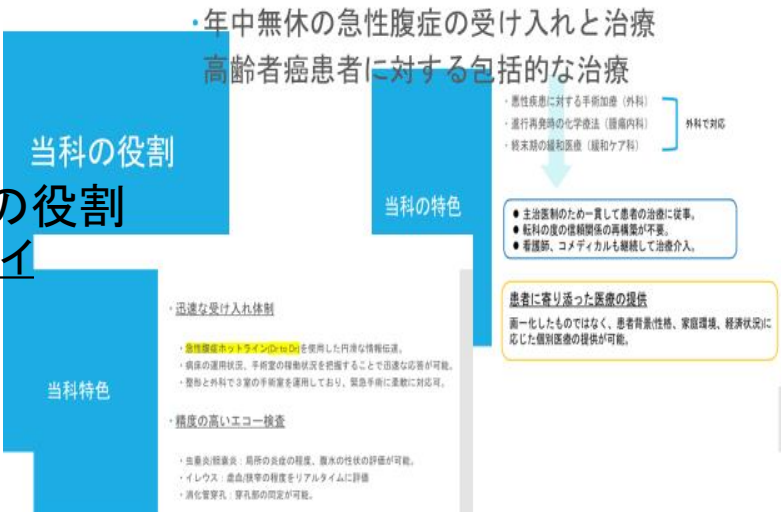 ・年中無休の急性腹症の受け入れと治療
高齢者癌患者に対する包括的な治療
当科の役割
の役割
イ
当科の特色
・悪性疾患に対する手術加療（外科）
・進行再発時の化学療法（腫瘍内科）
・終末期の緩和医療（緩和ケア科）
外科で対応
● 主治医制のため一貫して患者の治療に従事。
● 転科の度の信頼関係の再構築が不要。
● 看護師、コメディカルも継続して治療介入。
患者に寄り添った医療の提供
画一化したものではなく、患者背景(性格、家庭環境、経済状況)に
応じた個別医療の提供が可能。
当科特色
・迅速な受け入れ体制
・急性腹症ホットライン(Dr to Dr)を使用した円滑な情報伝達。
・病床の運用状況、手術室の稼働状況を把握することで迅速な応答が可能。
・整形と外科で３室の手術室を運用しており、緊急手術に柔軟に対応可。
・精度の高いエコー検査
・虫垂炎/胆嚢炎：局所の炎症の程度、腹水の性状の評価が可能。
・イレウス：虚血/狭窄の程度をリアルタイムに評価
・消化管穿孔：穿孔部の同定が可能。